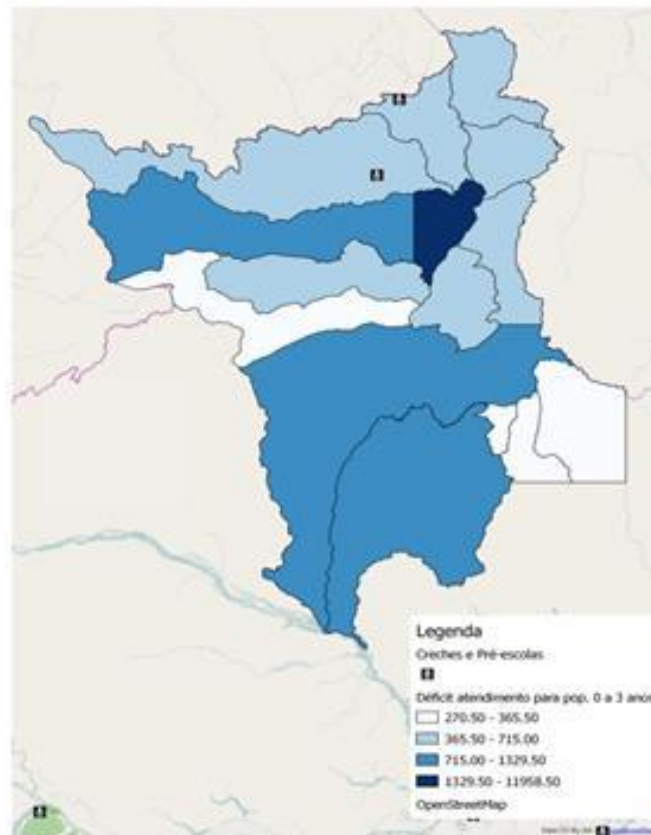 Legenda
Creches e Pré-escolas
Déficit atendimento para pop. 0 a 3 anos
270.50 - 365.50
365.50 - 715.00
715.00 - 1329.50
1329.50 - 11958.50
OpenStreetMap